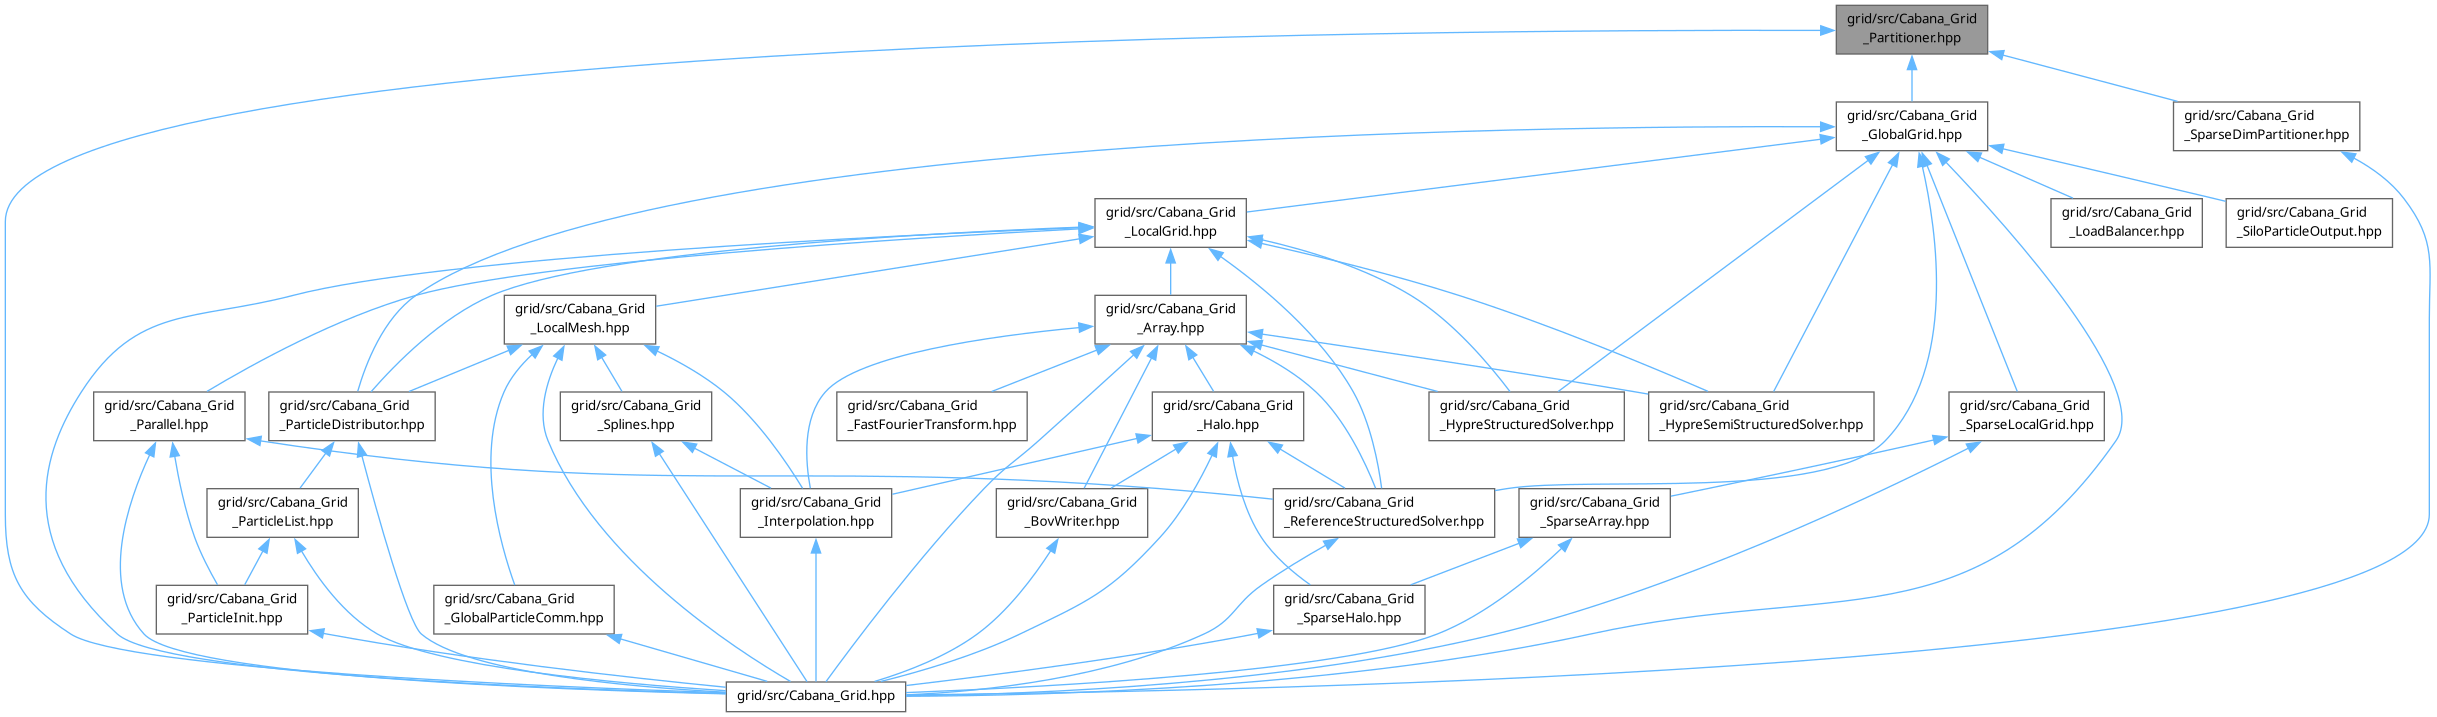 grid/src/Cabana_Grid
_Partitioner.hpp
grid/src/Cabana_Grid
_GlobalGrid.hpp
grid/src/Cabana_Grid
_SparseDimPartitioner.hpp
grid/src/Cabana_Grid
_LocalGrid.hpp
grid/src/Cabana_Grid
_LoadBalancer.hpp
grid/src/Cabana_Grid
_SiloParticleOutput.hpp
grid/src/Cabana_Grid
_LocalMesh.hpp
grid/src/Cabana_Grid
_Array.hpp
grid/src/Cabana_Grid
_Parallel.hpp
grid/src/Cabana_Grid
_ParticleDistributor.hpp
grid/src/Cabana_Grid
_Splines.hpp
grid/src/Cabana_Grid
_FastFourierTransform.hpp
grid/src/Cabana_Grid
_Halo.hpp
grid/src/Cabana_Grid
_HypreStructuredSolver.hpp
grid/src/Cabana_Grid
_HypreSemiStructuredSolver.hpp
grid/src/Cabana_Grid
_SparseLocalGrid.hpp
grid/src/Cabana_Grid
_ParticleList.hpp
grid/src/Cabana_Grid
_Interpolation.hpp
grid/src/Cabana_Grid
_BovWriter.hpp
grid/src/Cabana_Grid
_ReferenceStructuredSolver.hpp
grid/src/Cabana_Grid
_SparseArray.hpp
grid/src/Cabana_Grid
_ParticleInit.hpp
grid/src/Cabana_Grid
_GlobalParticleComm.hpp
grid/src/Cabana_Grid
_SparseHalo.hpp
grid/src/Cabana_Grid.hpp